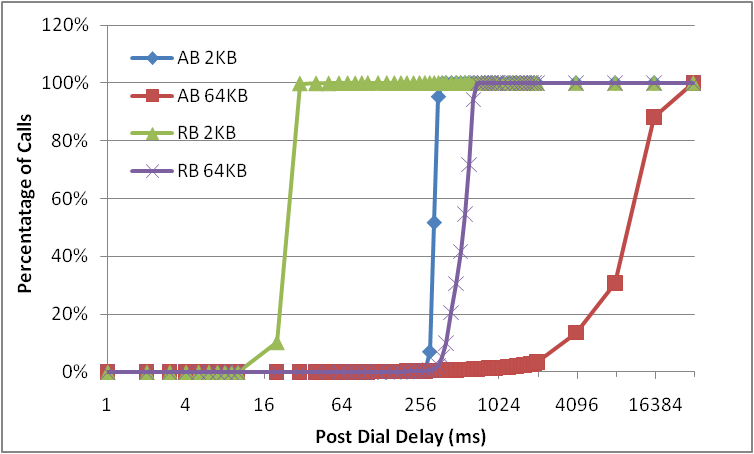 120%
100%
80%
60%
40%
20%
0%
Percentatage of Calls
AB 2KB
AB 64KB
RB 2KB
RB 64KB
1
4
16
64
256
1024
4096
16384
Post Dial Delay (ms)